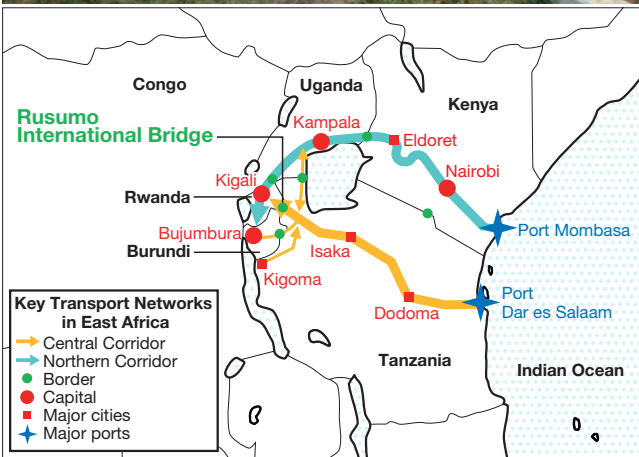 Congo
Uganda
Kenya
Rusumo
International Bridge
Kampala
Eldoret
Kigali
Nairobi
Rwanda
Bujumbura
Port Mombasa
Burundi
Isaka
Kigoma
Port
Dar es Salaam
Dodoma
Tanzania
Indian Ocean
Key Transport Networks
in East Africa
Central Corridor
Northern Corridor
Border
Capital
Major cities
Major ports